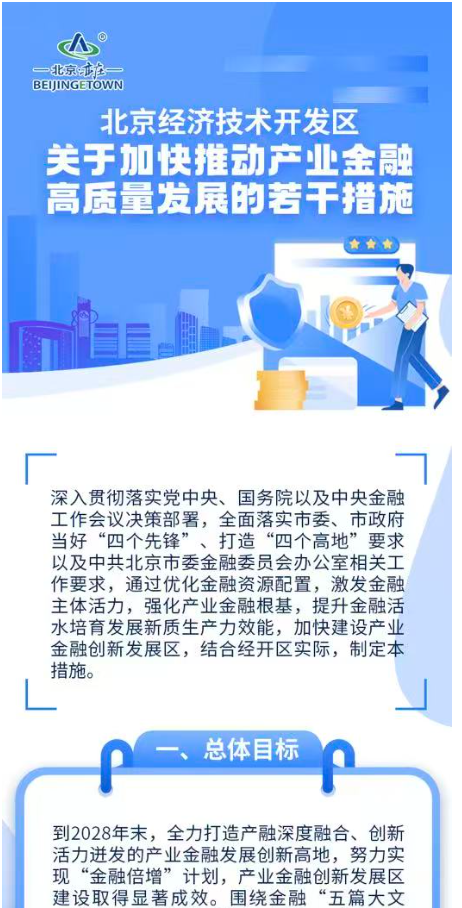 北京·亦庄
BEIJINGETOWN
北京经济技术开发区
关于加快推动产业金融
高质量发展的若干措施
深入贯彻落实党中央、国务院以及中央金融
工作会议决策部署，全面落实市委、市政府
当好“四个先锋”、打造“四个高地”要求
以及中共北京市委金融委员会办公室相关工
作要求，通过优化金融资源配置，激发金融
主体活力，强化产业金融根基，提升金融活
水培育发展新质生产力效能，加快建设产业
金融创新发展区，结合经开区实际，制定本
措施。
一、总体目标
到2028年末，全力打造产融深度融合、创新
活力迸发的产业金融发展创新高地，努力实
现“金融倍增”计划，产业金融创新发展区
建设取得显著成效。围绕金融“五篇大文